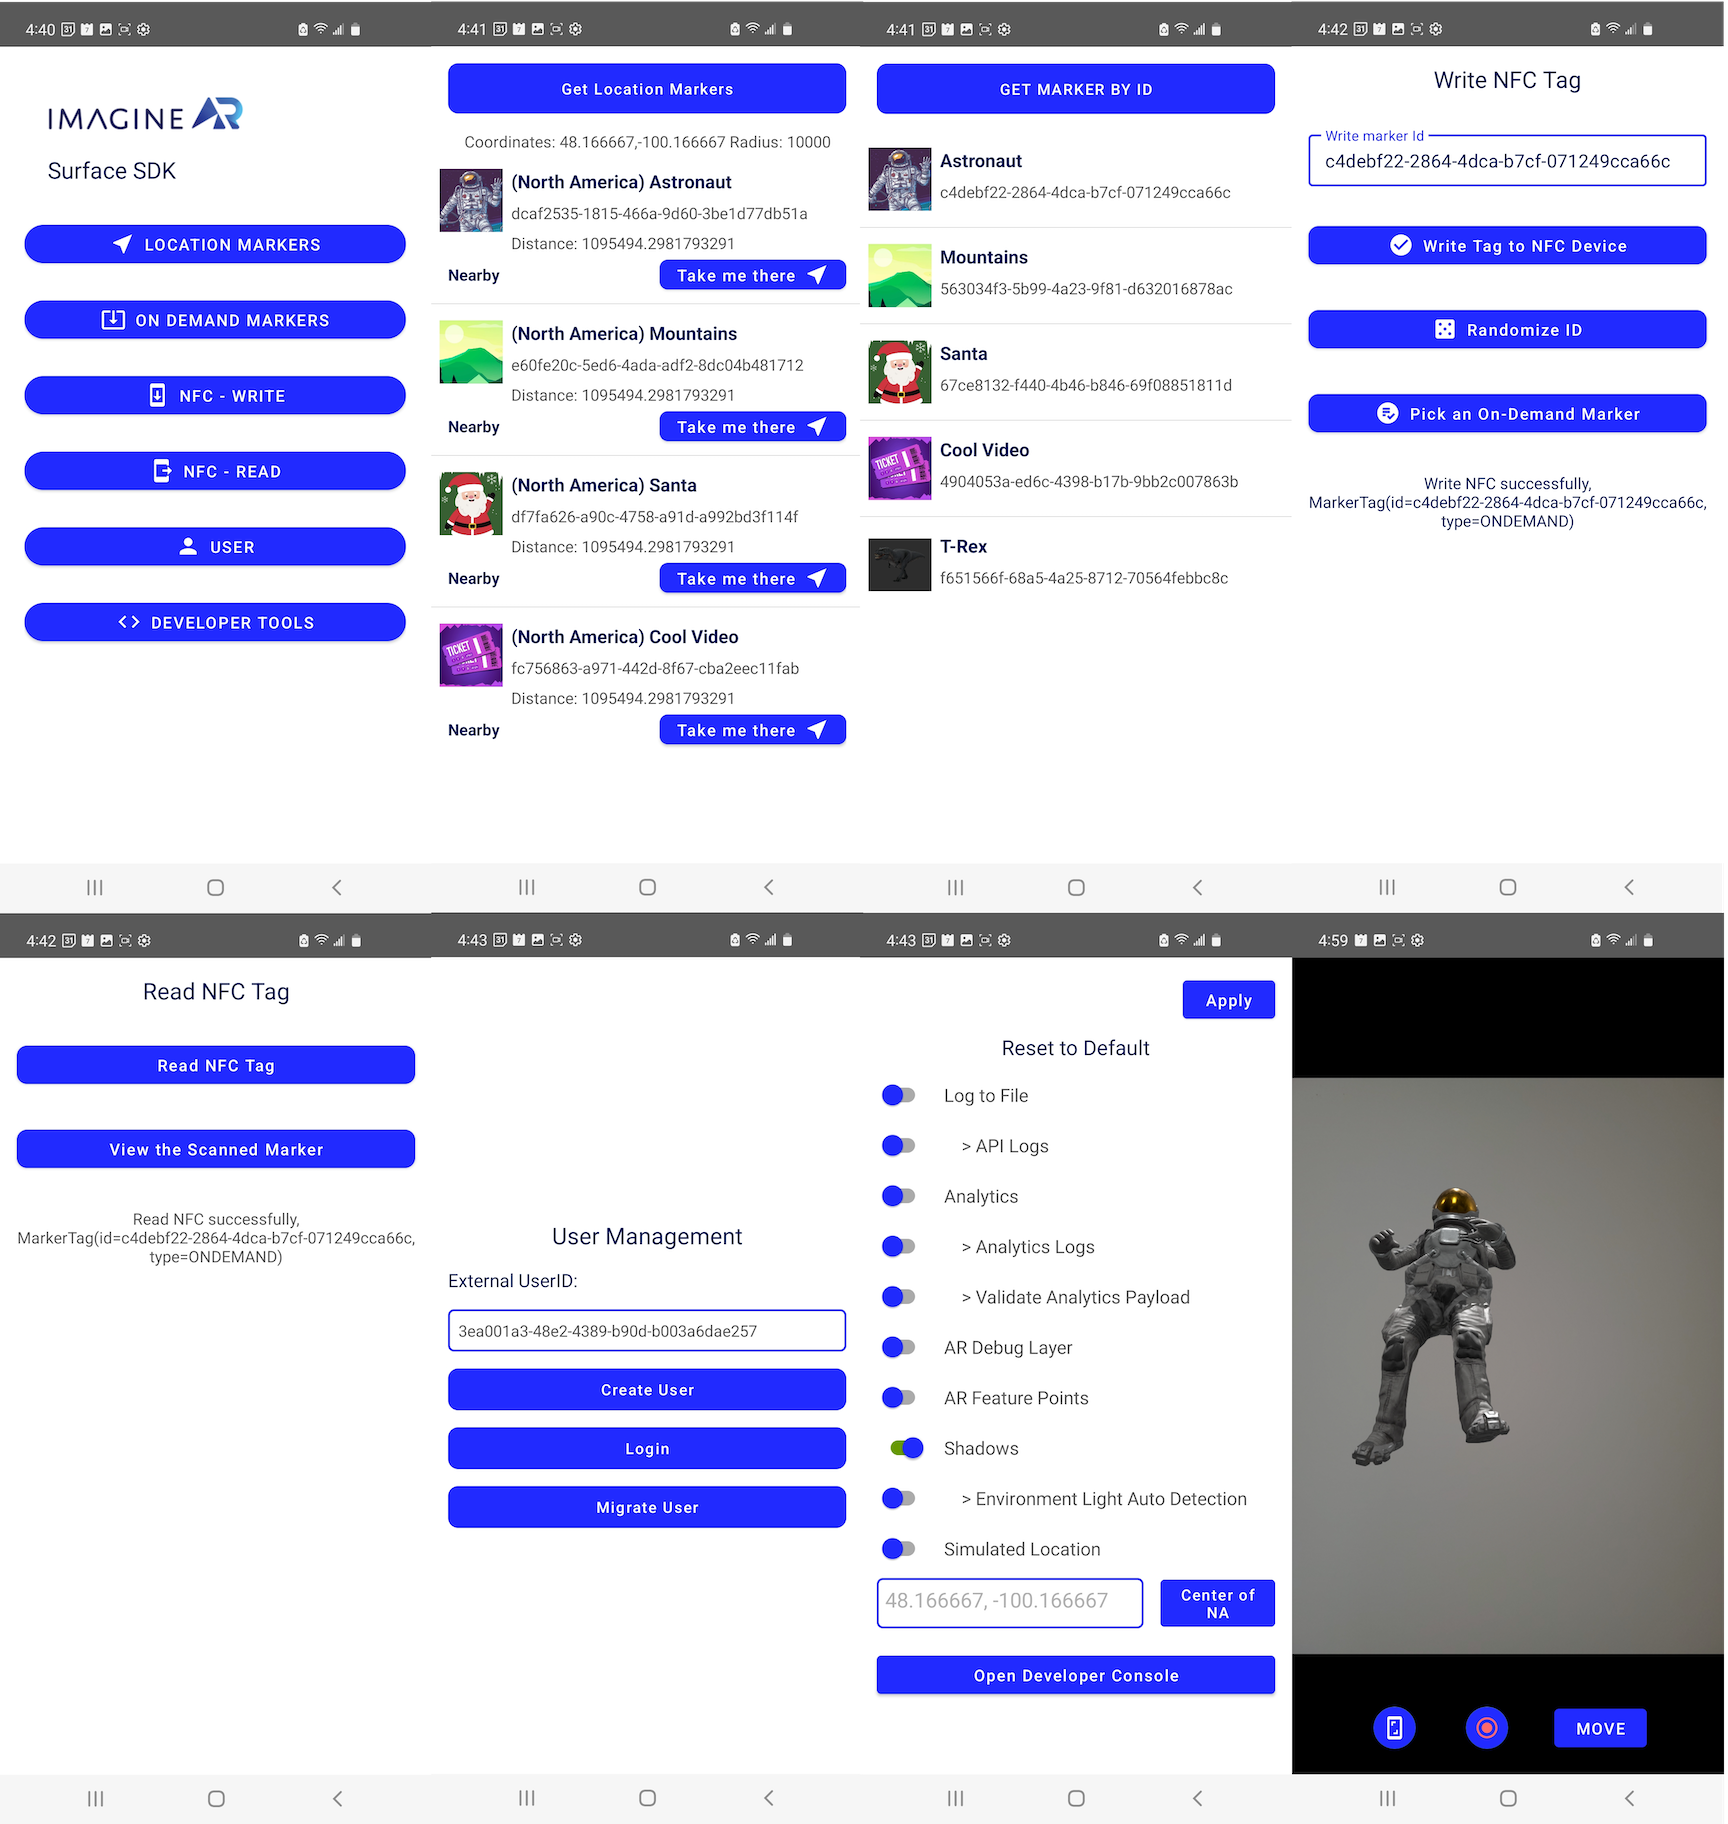 4:40
IMAGINE AR
Surface SDK
LOCATION MARKERS
ON DEMAND MARKERS
NFC - WRITE
NFC - READ
USER
DEVELOPER TOOLS
4:41
Get Location Markers
Coordinates: 48.166667,-100.166667 Radius: 10000
(North America) Astronaut
dcaf2535-1815-466a-9d60-3be1d77db51a
Distance: 1095494.2981793291
Nearby
Take me there
(North America) Mountains
e60fe20c-5ed6-4ada-adf2-8dc04b481712
Distance: 1095494.2981793291
Nearby
Take me there
(North America) Santa
df7fa626-a90c-4758-a91d-a992bd3f114f
Distance: 1095494.2981793291
Nearby
Take me there
TICKET
(North America) Cool Video
fc756863-a971-442d-8f67-cba2eec11fab
Distance: 1095494.2981793291
Nearby
Take me there
4:41
GET MARKER BY ID
Astronaut
c4debf22-2864-4dca-b7cf-071249cca66c
Mountains
563034f3-5b99-4a23-9f81-d632016878ac
Santa
67ce8132-f440-4b46-b846-69f08851811d
TICKET
Cool Video
4904053a-ed6c-4398-b17b-9bb2c007863b
T-Rex
f651566f-68a5-4a25-8712-70564febbc8c
4:42
Write NFC Tag
Write marker Id
c4debf22-2864-4dca-b7cf-071249cca66c
Write Tag to NFC Device
Randomize ID
Pick an On-Demand Marker
Write NFC successfully,
MarkerTag(id=c4debf22-2864-4dca-b7cf-071249cca66c,
type=ONDEMAND)
4:42
Read NFC Tag
Read NFC Tag
View the Scanned Marker
Read NFC successfully,
MarkerTag(id=c4debf22-2864-4dca-b7cf-071249cca66c,
type=ONDEMAND)
4:43
User Management
External UserID:
3ea001a3-48e2-4389-b90d-b003a6dae257
Create User
Login
Migrate User
4:43
Apply
Reset to Default
Log to File
> API Logs
Analytics
> Analytics Logs
> Validate Analytics Payload
AR Debug Layer
AR Feature Points
Shadows
> Environment Light Auto Detection
Simulated Location
48.166667, -100.166667
Center of
NA
Open Developer Console
4:59
MOVE